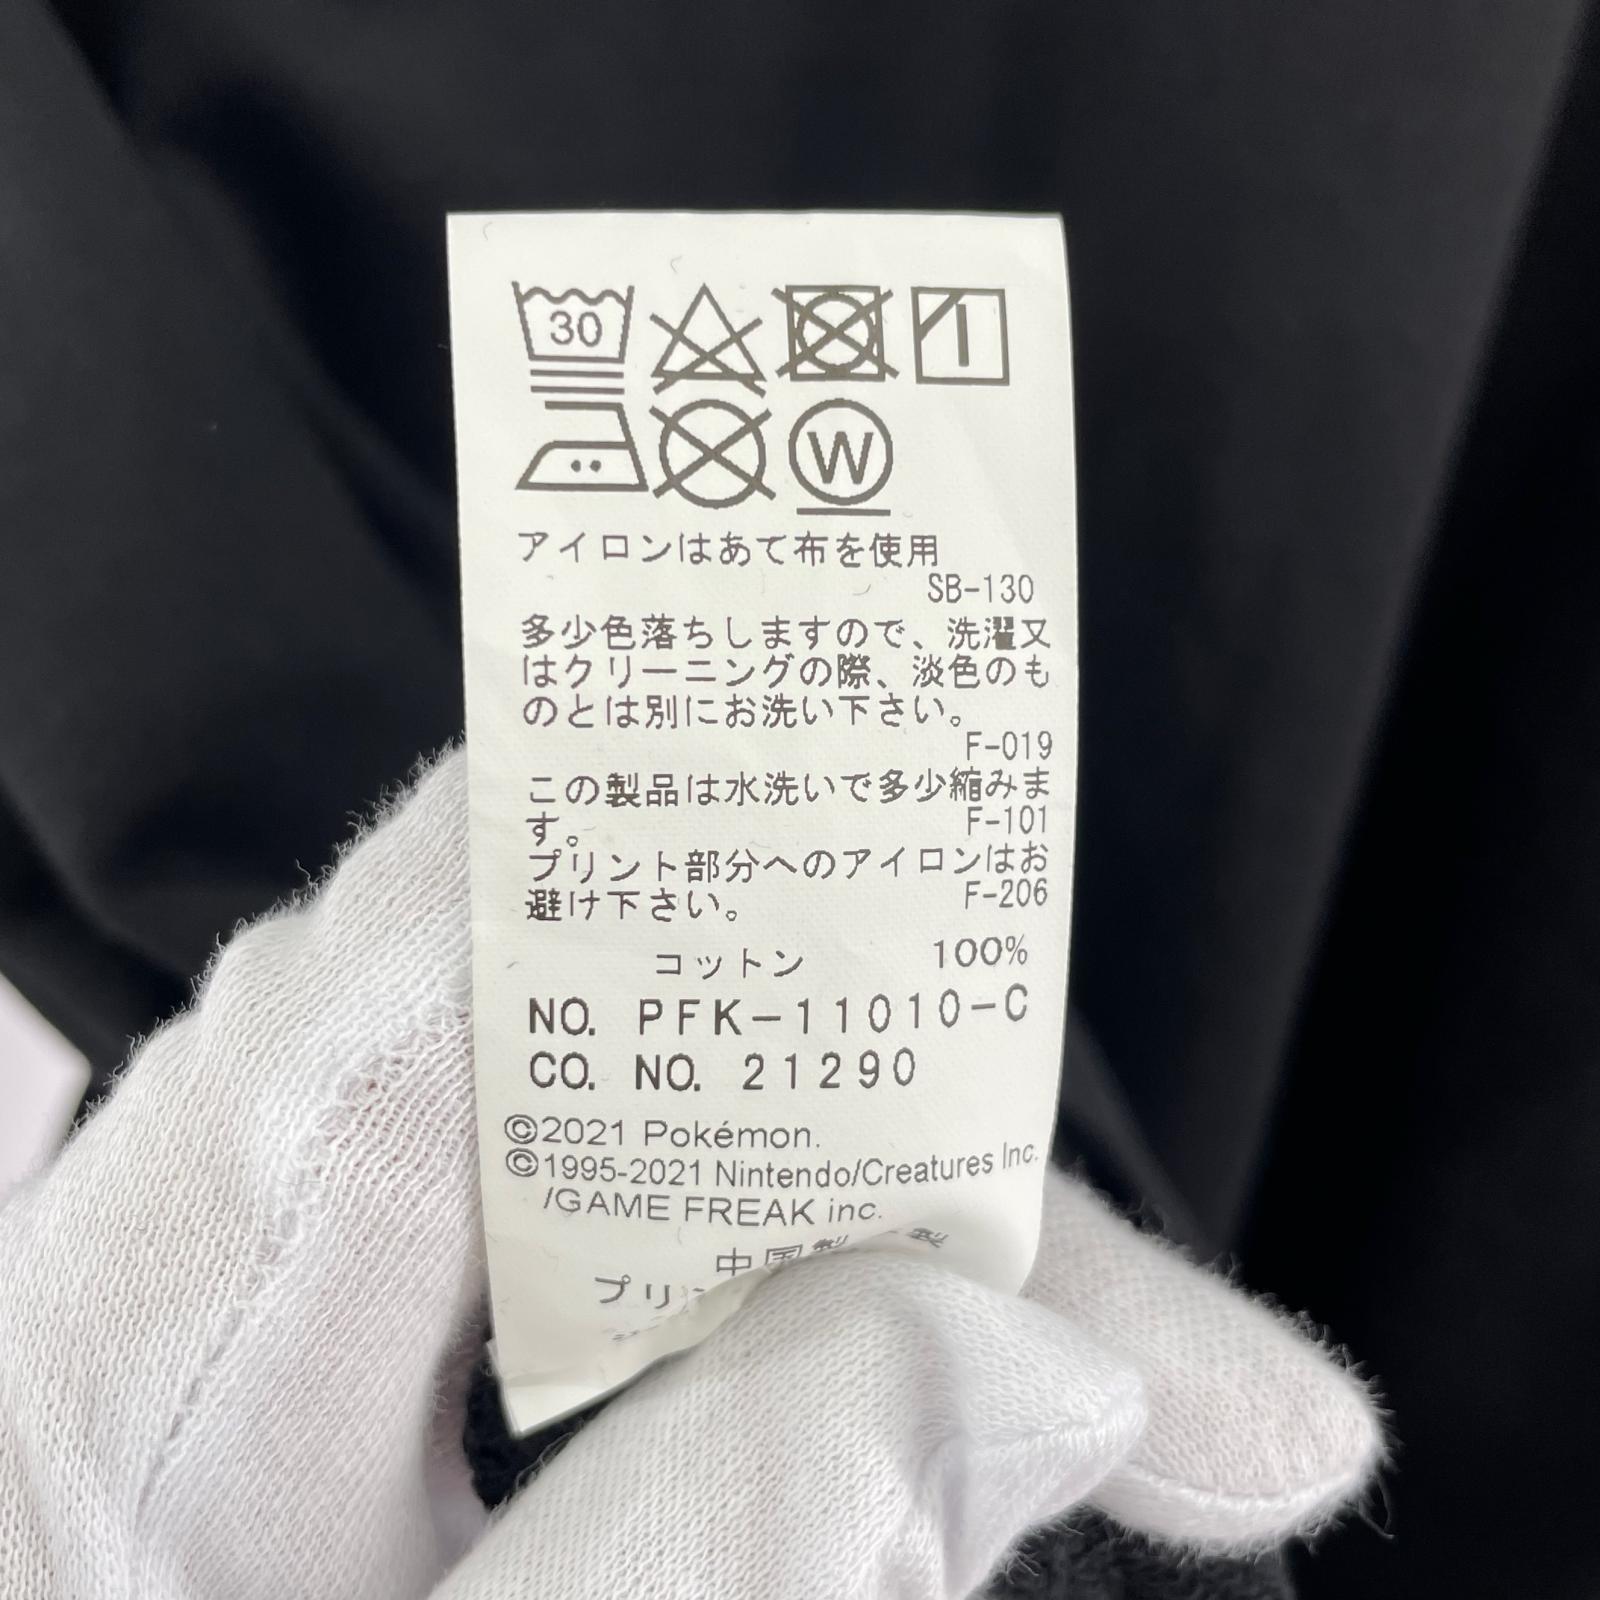 30
W
アイロンはあて布を使用
SB-130
多少色落ちしますので、洗濯又
はクリーニングの際、淡色のも
のとは別にお洗い下さい。
F-019
この製品は水洗いで多少縮みま
す。 F-101
プリント部分へのアイロンはお
避け下さい。 F-206
コットン 100%
NO. PFK-11010-C
CO. NO. 21290
©2021 Pokémon.
©1995-2021 Nintendo/Creatures Inc.
/GAME FREAK inc.
中国製
プリ